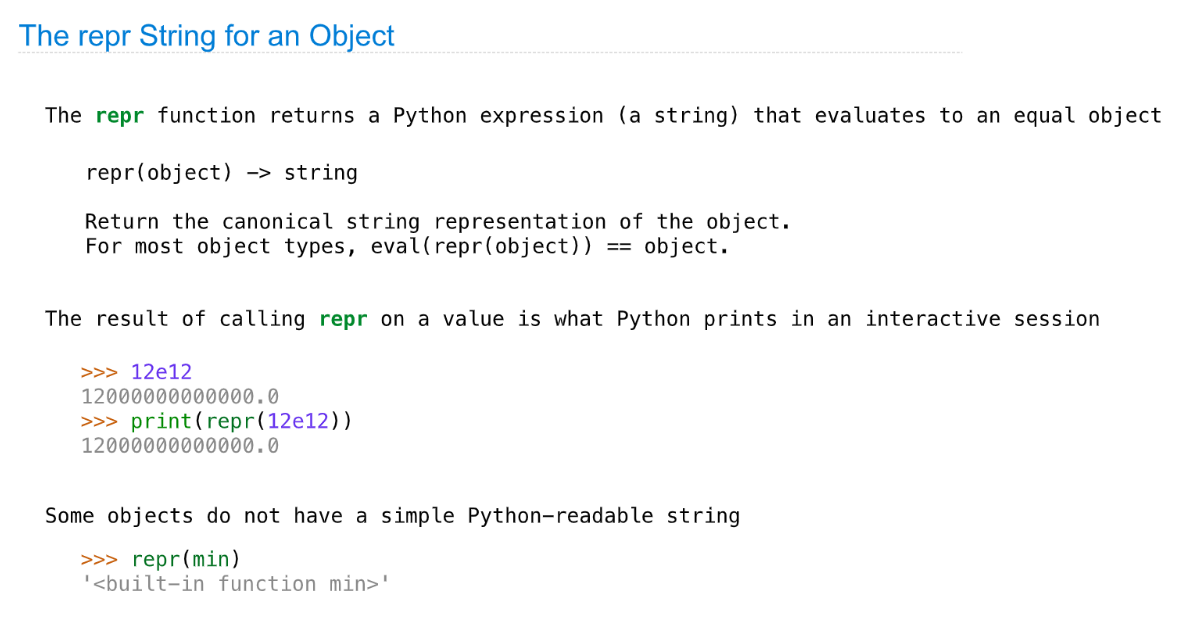 The repr String for an Object
The repr function returns a Python expression (a string) that evaluates to an equal object
repr(object) -> string
Return the canonical string representation of the object.
For most object types, eval(repr(object)) == object.
The result of calling repr on a value is what Python prints in an interactive session
>>> 12e12
12000000000000.0
>>> print(repr(12e12))
12000000000000.0
Some objects do not have a simple Python-readable string
>>> repr(min)
'<built-in function min>'